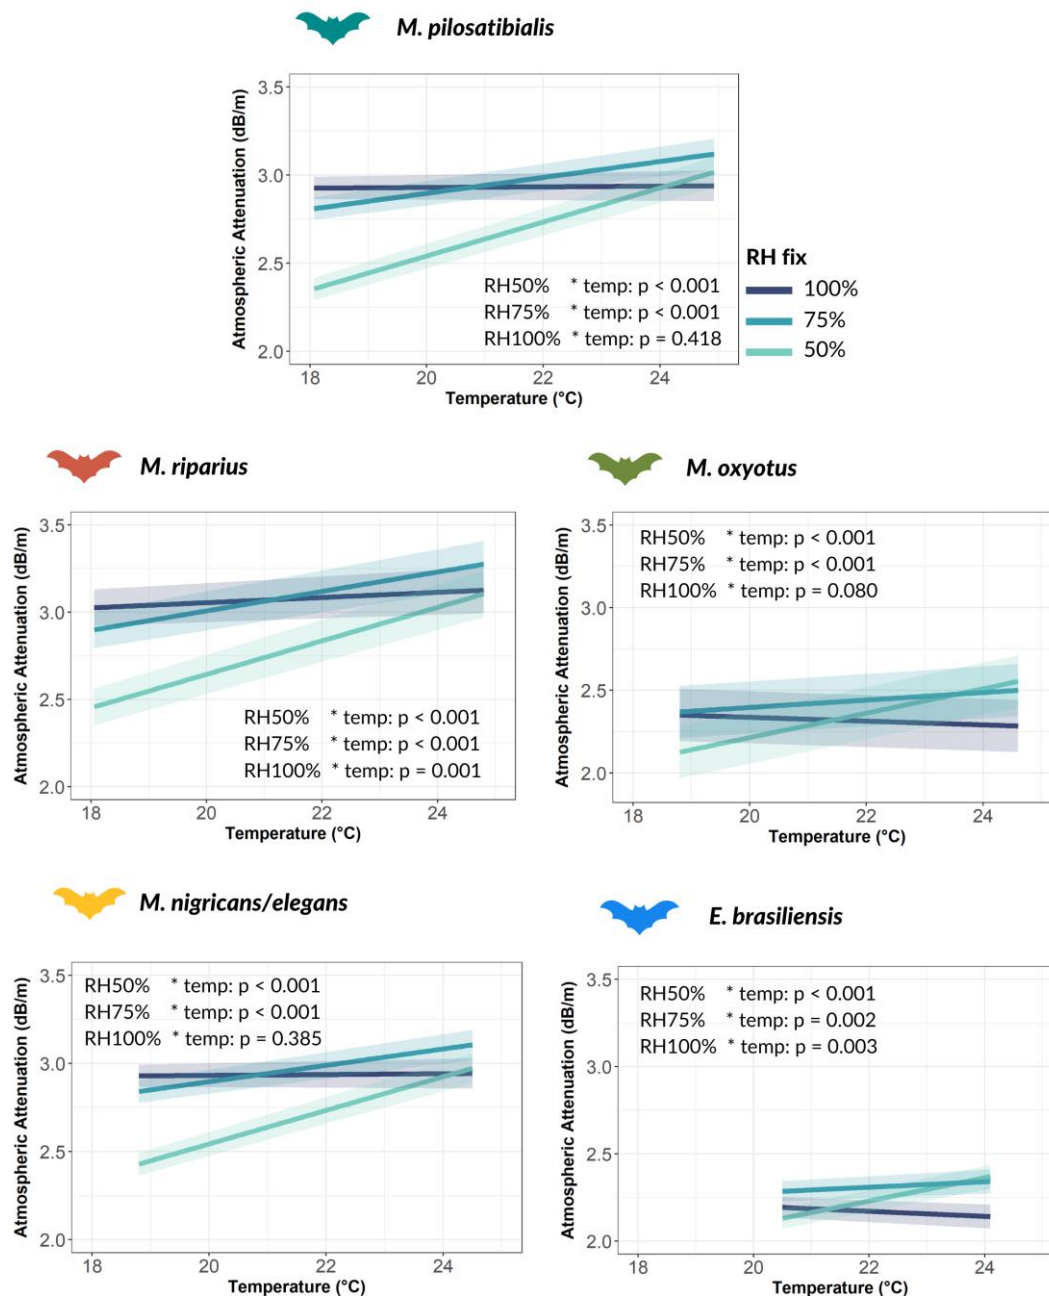 M. pilosatibialis
Atmospheric Attenuation (dB/m)
3.5
3.0
2.5
2.0
RH50% * temp: p < 0.001
RH75% * temp: p < 0.001
RH100% * temp: p = 0.418
18 20 22 24
Temperature (°C)
RH fix
100%
75%
50%
M. riparius
Atmospheric Attenuation (dB/m)
3.5
3.0
2.5
2.0
RH50% * temp: p < 0.001
RH75% * temp: p < 0.001
RH100% * temp: p = 0.001
18 20 22 24
Temperature (°C)
M. oxyotus
Atmospheric Attenuation (dB/m)
3.5
3.0
2.5
2.0
RH50% * temp: p < 0.001
RH75% * temp: p < 0.001
RH100% * temp: p = 0.080
18 20 22 24
Temperature (°C)
M. nigricans/elegans
Atmospheric Attenuation (dB/m)
3.5
3.0
2.5
2.0
RH50% * temp: p < 0.001
RH75% * temp: p < 0.001
RH100% * temp: p = 0.385
18 20 22 24
Temperature (°C)
E. brasiliensis
Atmospheric Attenuation (dB/m)
3.5
3.0
2.5
2.0
RH50% * temp: p < 0.001
RH75% * temp: p = 0.002
RH100% * temp: p = 0.003
18 20 22 24
Temperature (°C)